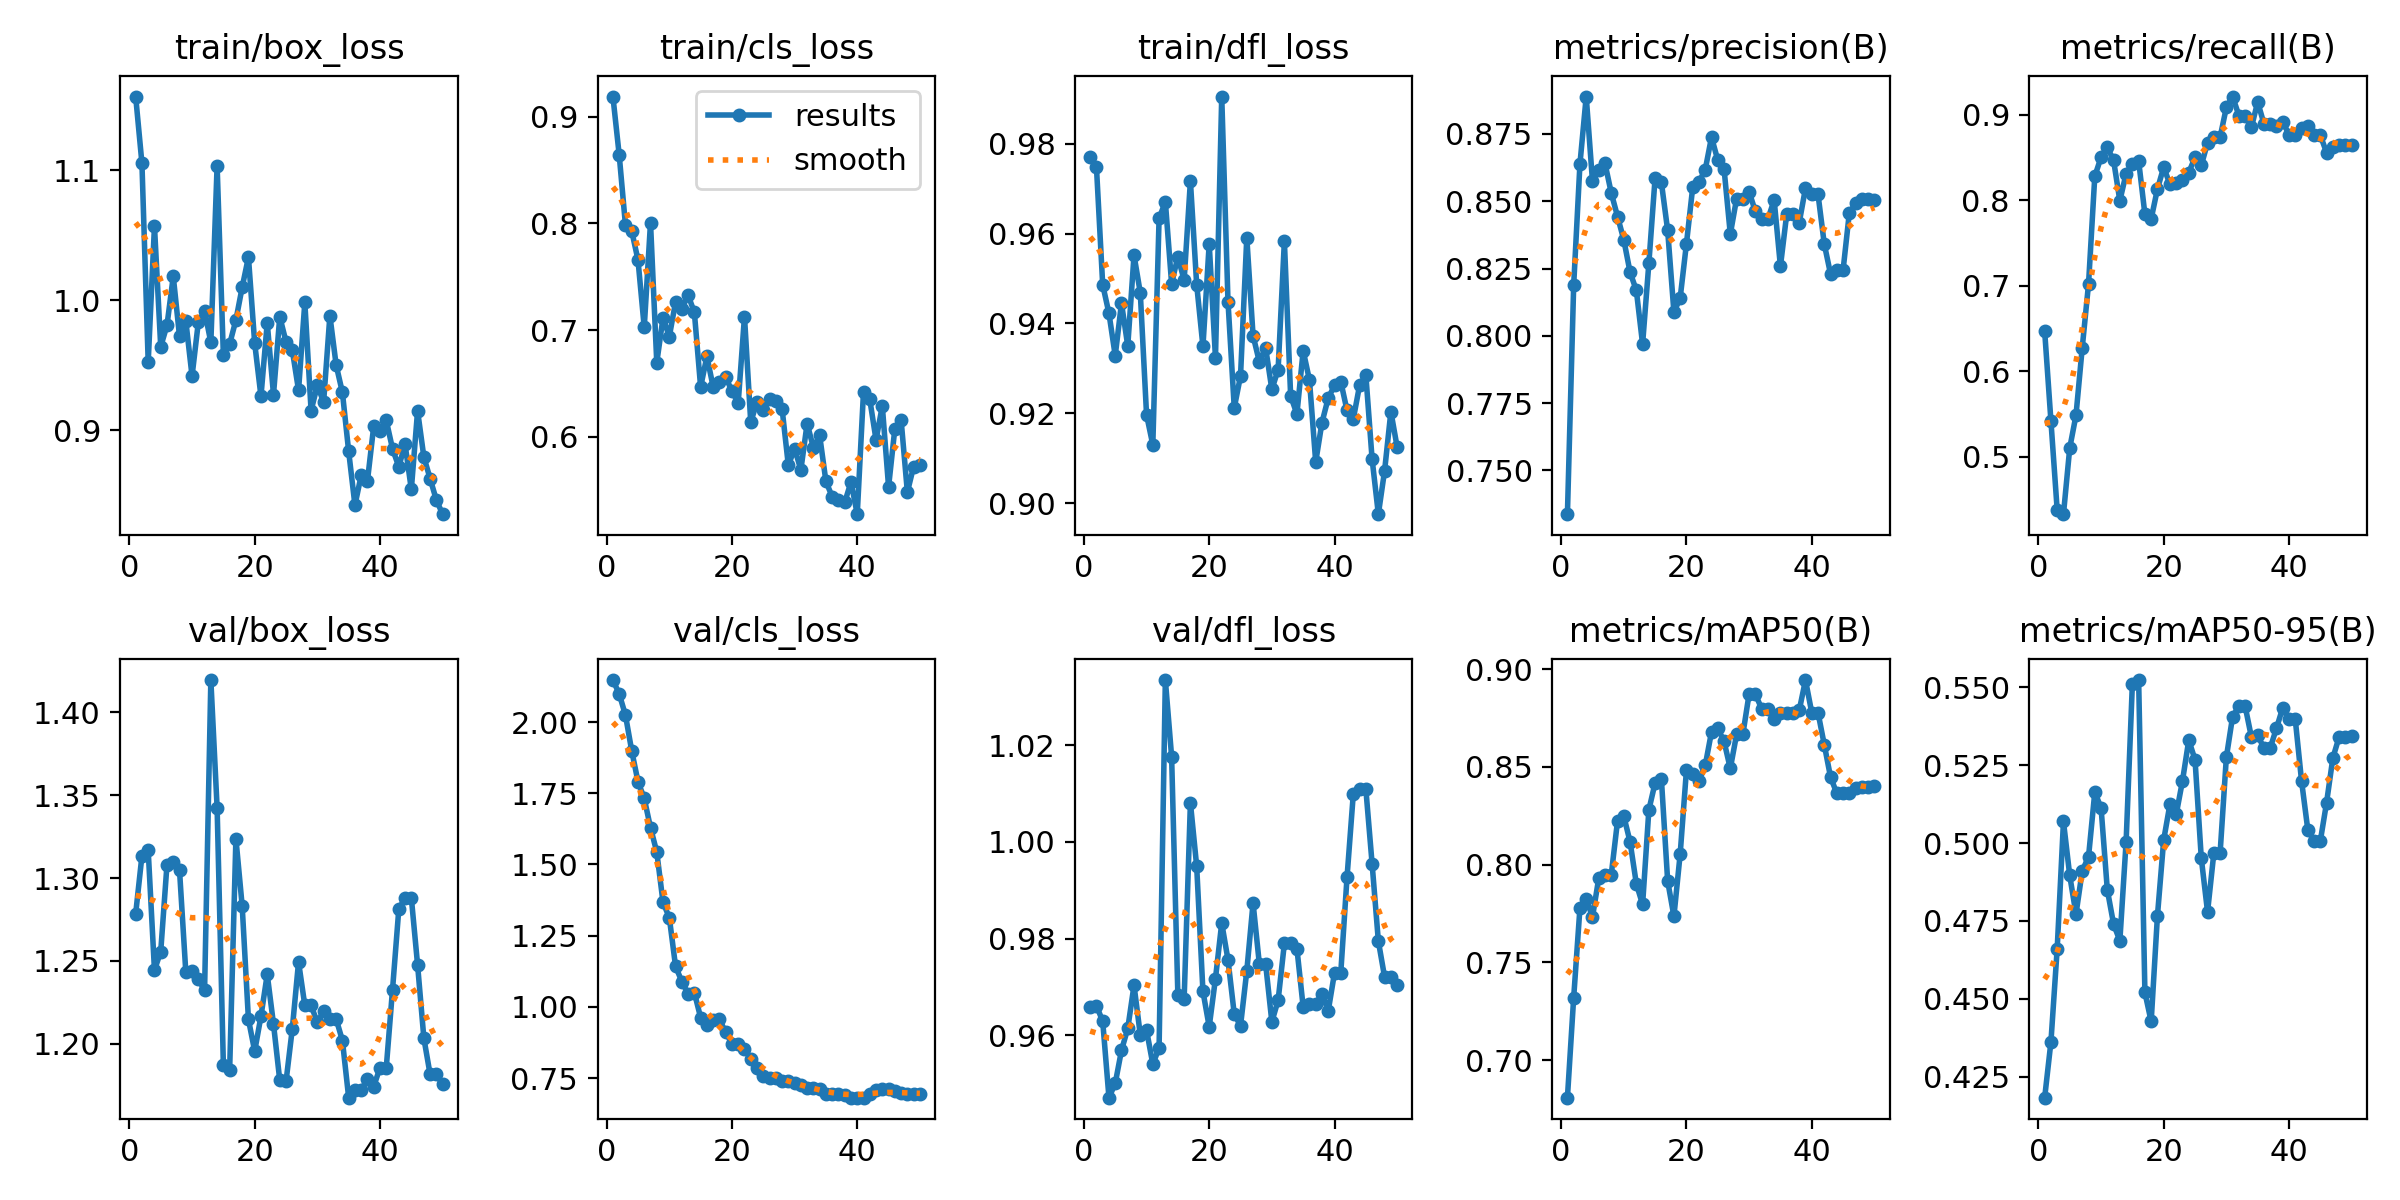 train/box_loss
train/cls_loss
train/dfl_loss
metrics/precision(B)
metrics/recall(B)
1.1
1.0
0.9
0 20 40
results
smooth
0.9
0.8
0.7
0.6
0 20 40
0.98
0.96
0.94
0.92
0.90
0 20 40
0.875
0.850
0.825
0.800
0.775
0.750
0 20 40
0.9
0.8
0.7
0.6
0.5
0 20 40
val/box_loss
val/cls_loss
val/dfl_loss
metrics/mAP50(B)
metrics/mAP50-95(B)
1.40
1.35
1.30
1.25
1.20
0 20 40
2.00
1.75
1.50
1.25
1.00
0.75
0 20 40
1.02
1.00
0.98
0.96
0 20 40
0.90
0.85
0.80
0.75
0.70
0 20 40
0.550
0.525
0.500
0.475
0.450
0.425
0 20 40